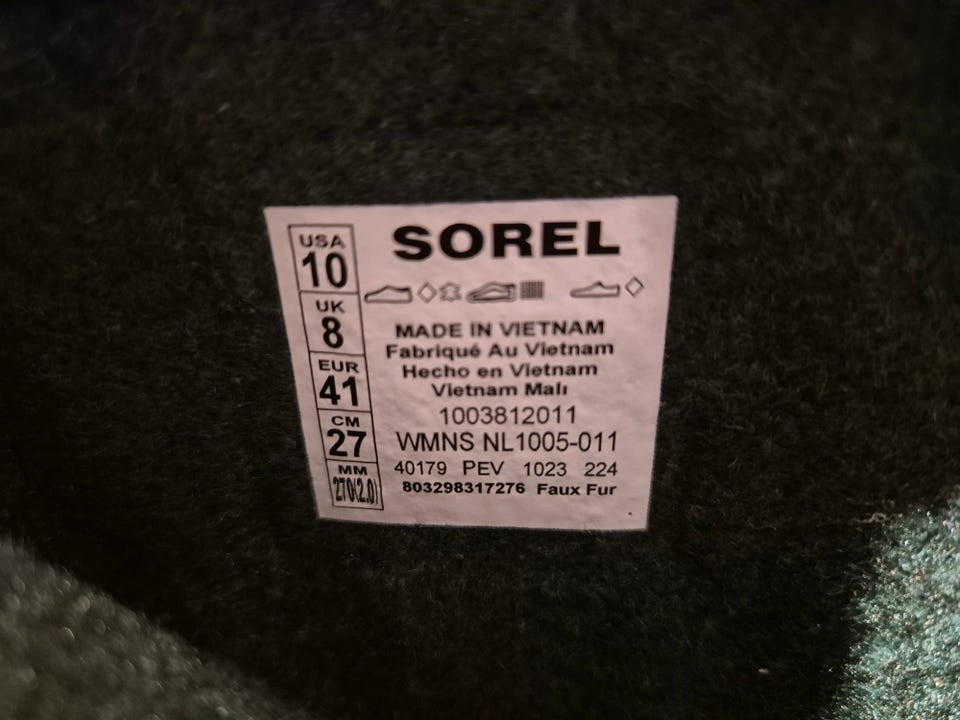 USA
10
UK
8
EUR
41
CM
27
MM
270(2.0)
SOREL
MADE IN VIETNAM
Fabriqué Au Vietnam
Hecho en Vietnam
Vietnam Malı
1003812011
WMNS NL1005-011
40179 PEV 1023 224
803298317276 Faux Fur